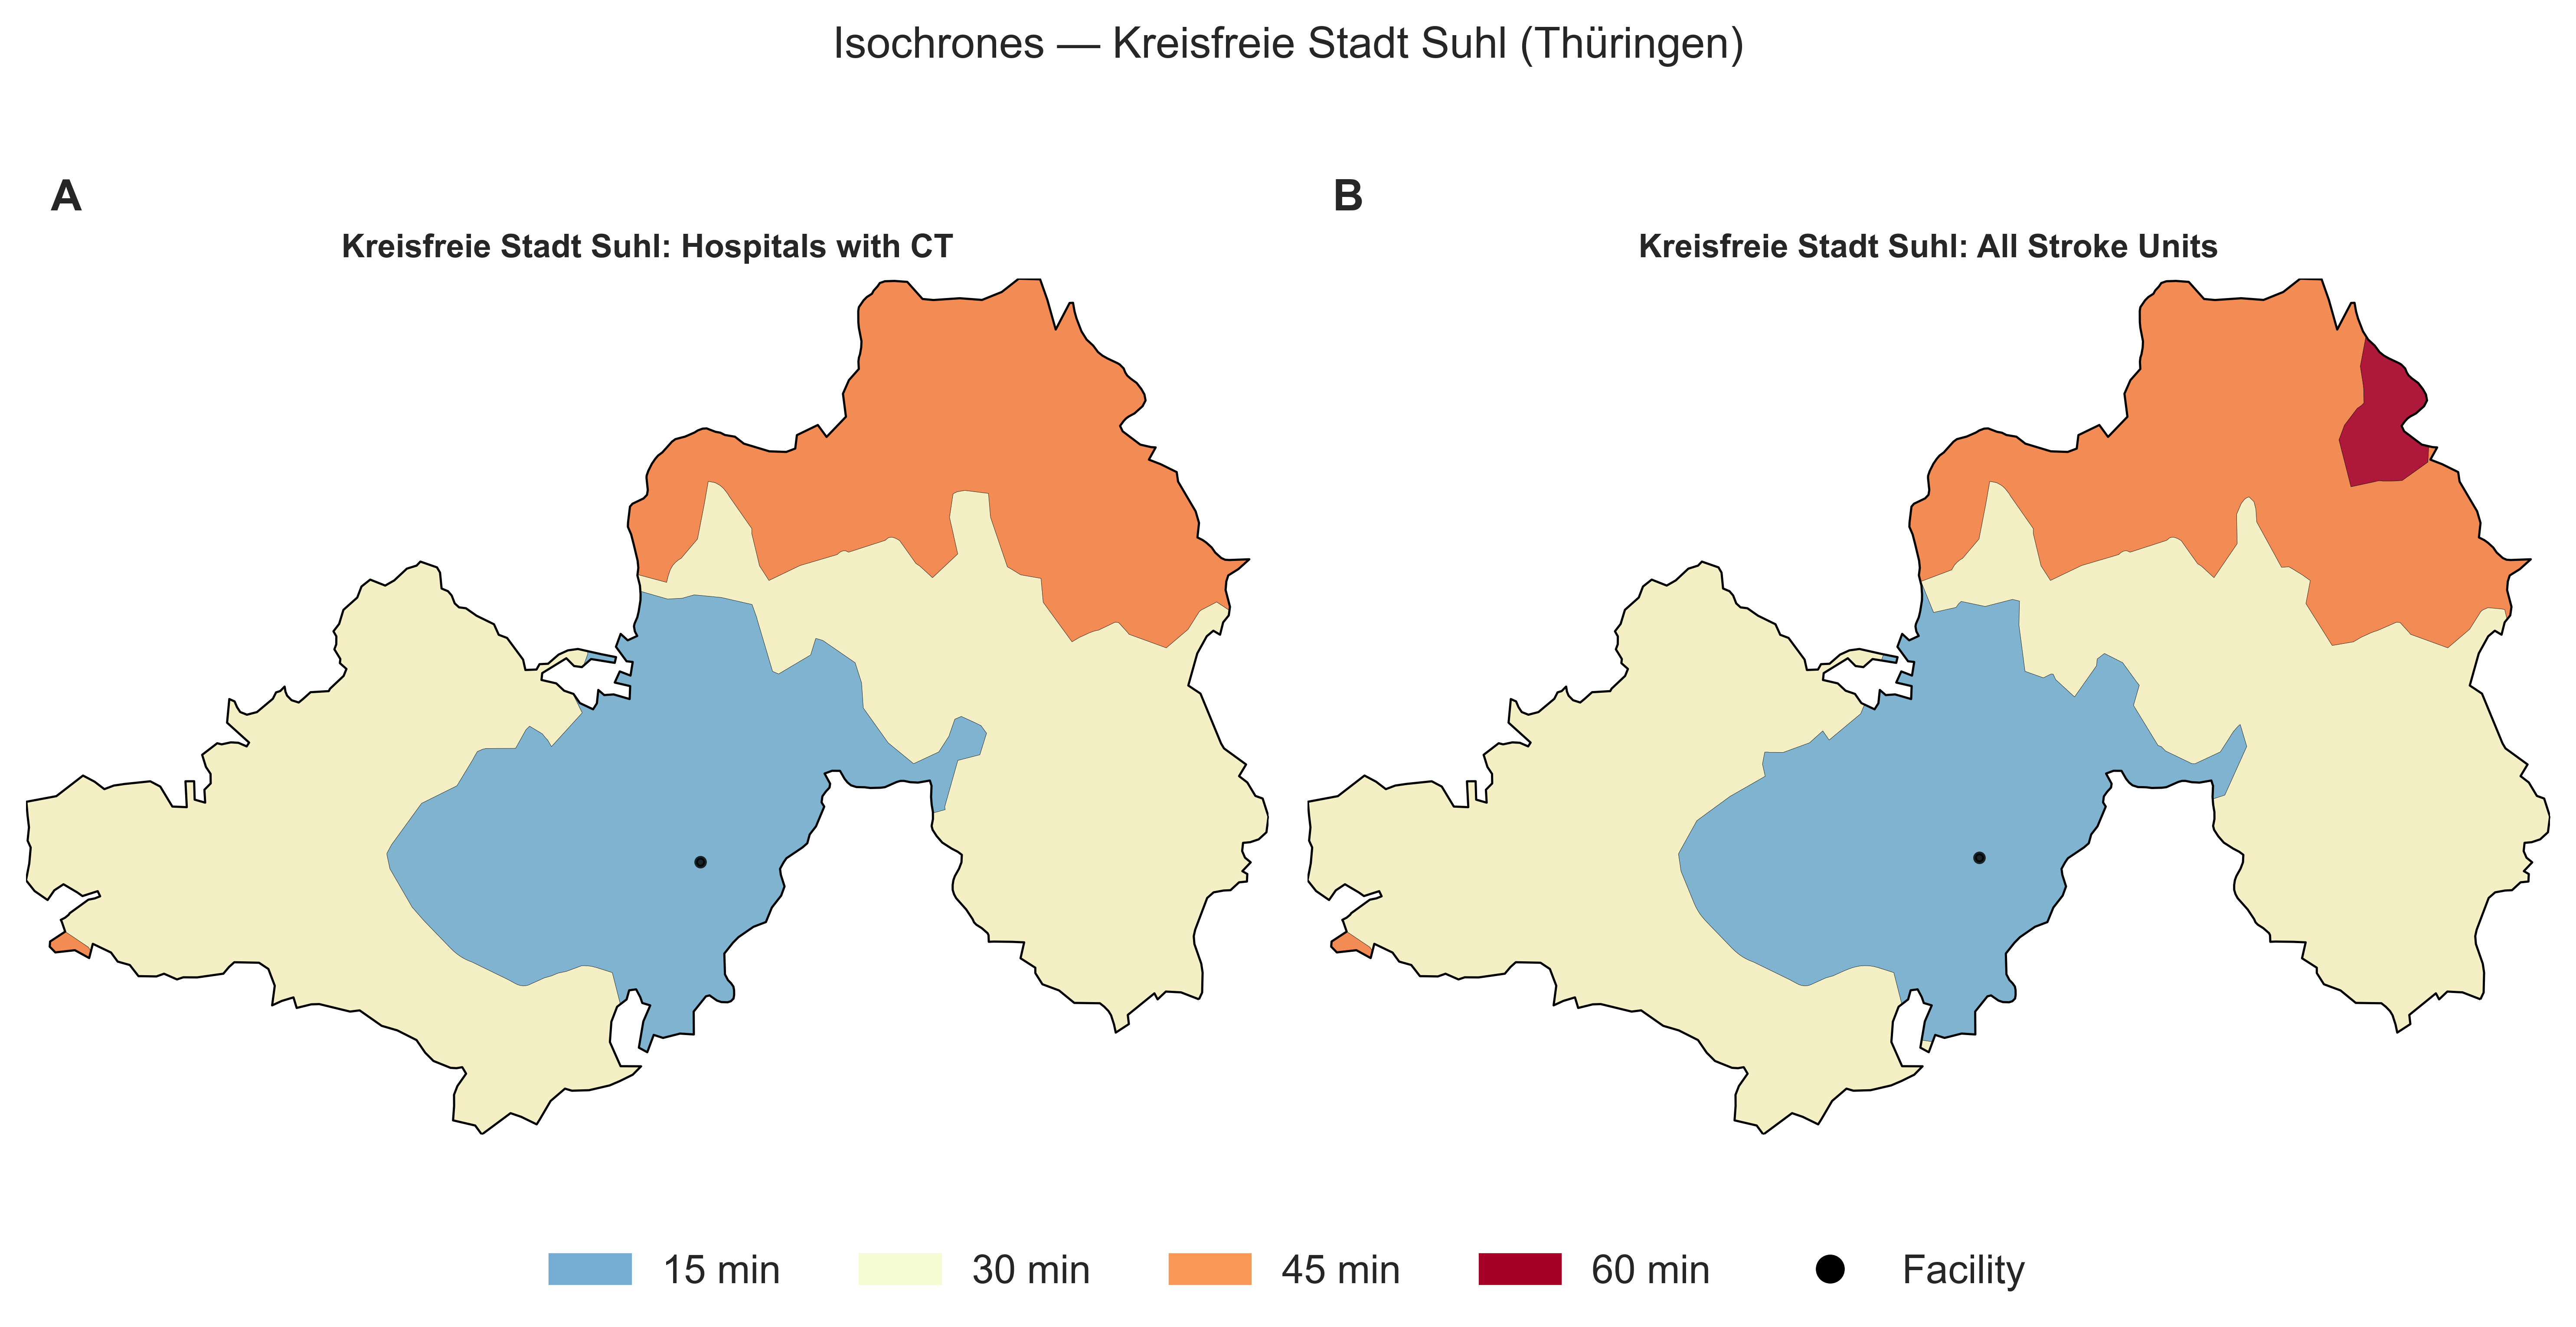 Isochrones — Kreisfreie Stadt Suhl (Thüringen)
A
Kreisfreie Stadt Suhl: Hospitals with CT
B
Kreisfreie Stadt Suhl: All Stroke Units
15 min
30 min
45 min
60 min
Facility